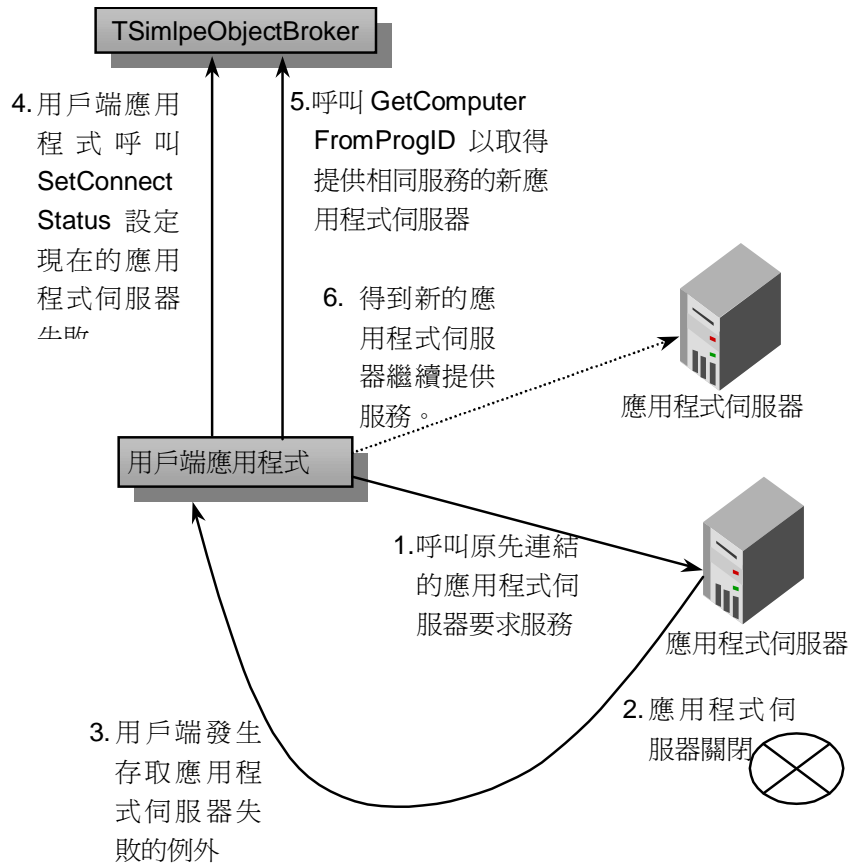 TSimlpeObjectBroker
4.用戶端應用
程式呼叫
SetConnect
Status 設定
現在的應用
程式伺服器
失敗
5.呼叫 GetComputer
FromProgID 以取得
提供相同服務的新應
用程式伺服器
6. 得到新的應
用程式伺服
器繼續提供
服務。
應用程式伺服器
用戶端應用程式
1.呼叫原先連結
的應用程式伺
服器要求服務
應用程式伺服器
2.應用程式伺
服器關閉
3.用戶端發生
存取應用程
式伺服器失
敗的例外